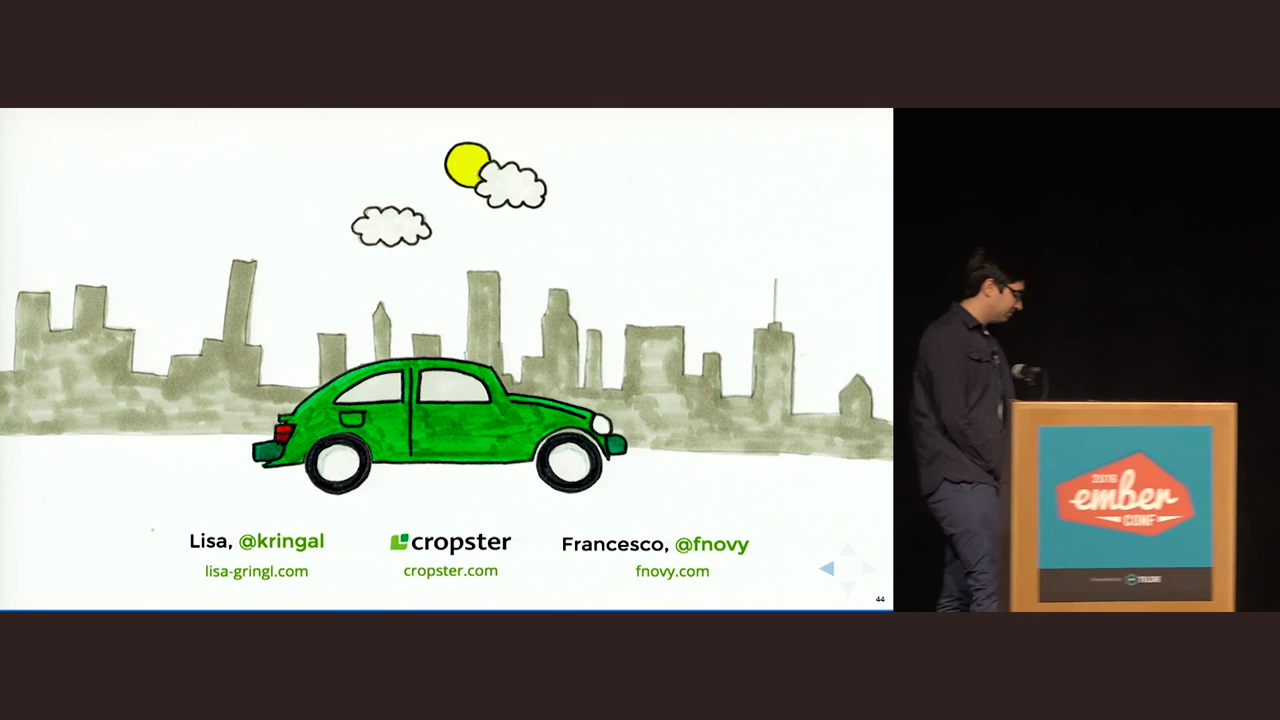 Lisa, @kringal
lisa-gringl.com
cropster
cropster.com
Francesco, @fnovy
fnovy.com
44
2016
ember
CONF